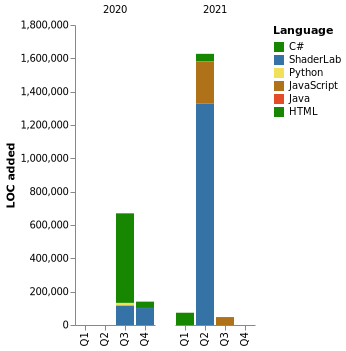 2020 2021
1,800,000
1,600,000
1,400,000
1,200,000
1,000,000
800,000
600,000
400,000
200,000
0
LOC added
Q1 Q2 Q3 Q4 Q1 Q2 Q3 Q4
Language
C#
ShaderLab
Python
JavaScript
Java
HTML